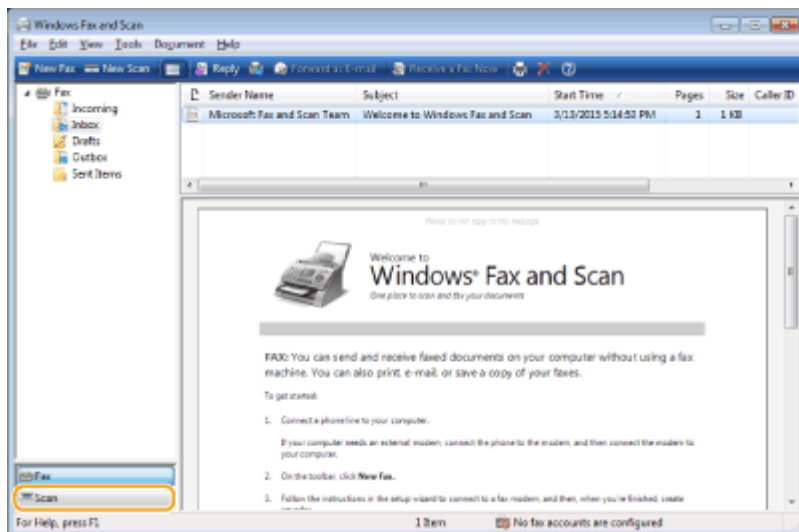 Windows Fax and Scan
File Edit View Tools Document Help
New Fax New Scan Reply Forward as E-mail Receive a Fax Now
Fax
Incoming
Inbox
Drafts
Outbox
Sent Items
Sender Name Subject Start Time Pages Size Caller ID
Microsoft Fax and Scan Team Welcome to Windows Fax and Scan 3/13/2015 5:14:53 PM 1 1 KB
Please do not reply to this message.
Welcome to
Windows® Fax and Scan
One place to scan and fax your documents
FAX: You can send and receive faxed documents on your computer without using a fax
machine. You can also print, e-mail, or save a copy of your faxes.
To get started:
1. Connect a phone line to your computer.
If your computer needs an external modem, connect the phone to the modem, and then connect the modem to
your computer.
2. On the toolbar, click New Fax.
3. Follow the instructions in the setup wizard to connect to a fax modem, and then, when you're finished, create
Fax
Scan
For Help, press F1 1 Item No fax accounts are configured